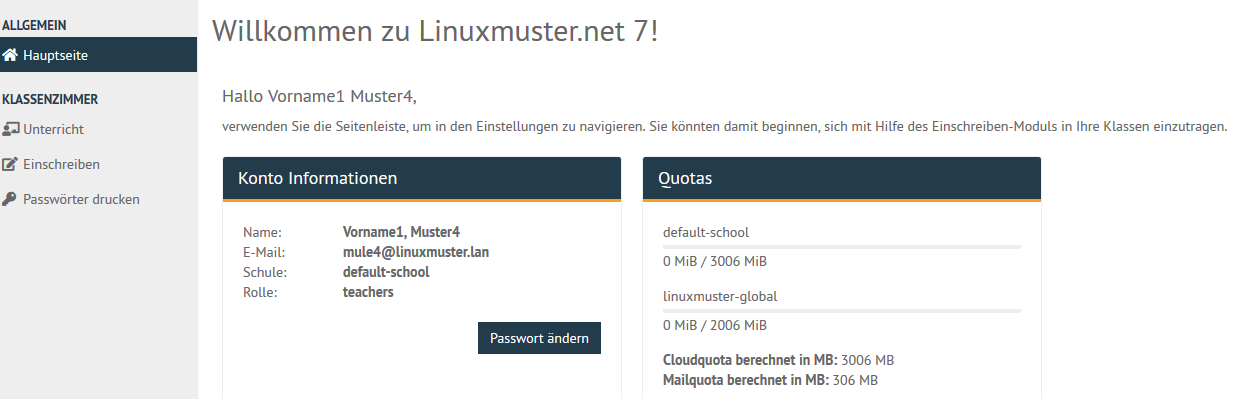 ALLGEMEIN
Hauptseite
KLASSENZIMMER
Unterricht
Einschreiben
Passwörter drucken
Willkommen zu Linuxmuster.net 7!
Hallo Vorname1 Muster4,
verwenden Sie die Seitenleiste, um in den Einstellungen zu navigieren. Sie könnten damit beginnen, sich mit Hilfe des Einschreiben-Moduls in Ihre Klassen einzutragen.
Konto Informationen
Name: Vorname1, Muster4
E-Mail: mule4@linuxmuster.lan
Schule: default-school
Rolle: teachers
Passwort ändern
Quotas
default-school
0 MiB / 3006 MiB
linuxmuster-global
0 MiB / 2006 MiB
Cloudquota berechnet in MB: 3006 MB
Mailquota berechnet in MB: 306 MB